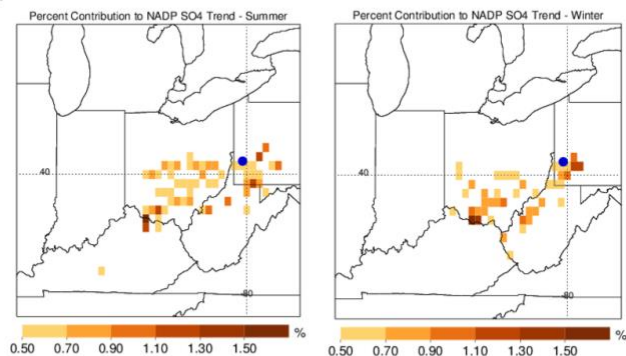 Percent Contribution to NADP SO4 Trend - Summer
40
-80
0.50 0.70 0.90 1.10 1.30 1.50 %
Percent Contribution to NADP SO4 Trend - Winter
40
-80
0.50 0.70 0.90 1.10 1.30 1.50 %